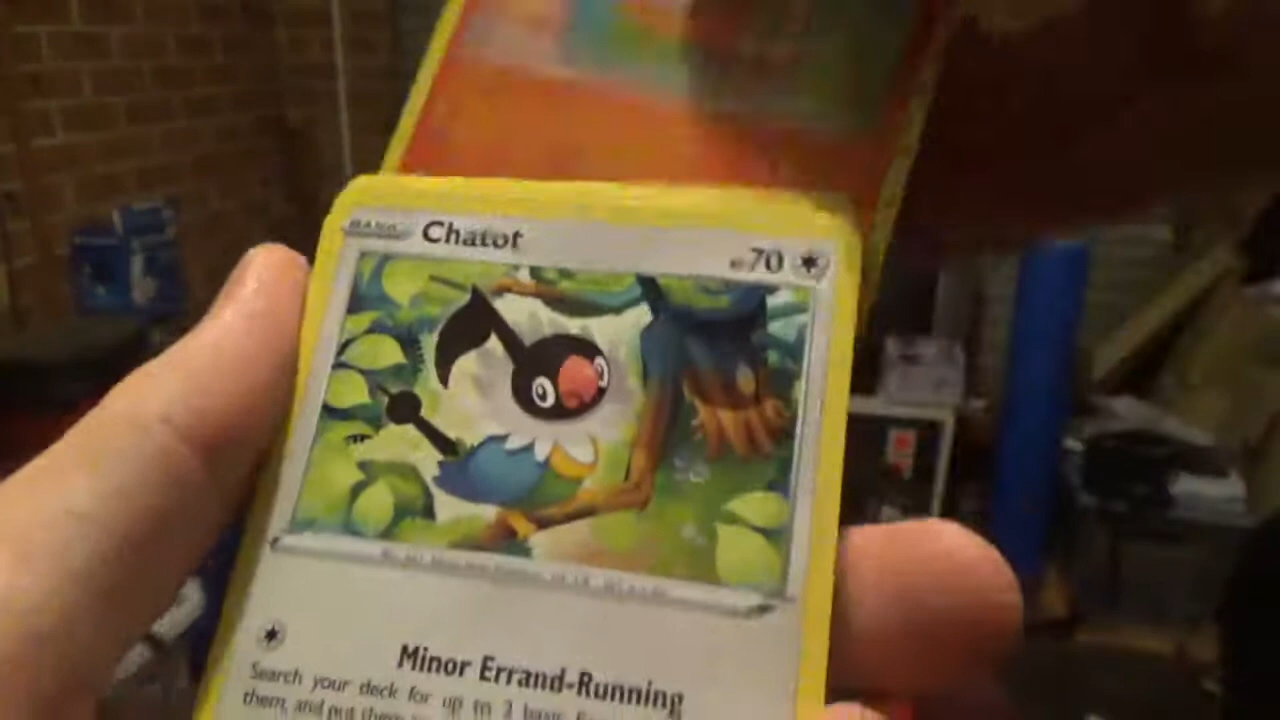 BASIC Chatot 70
Minor Errand-Running
Search your deck for up to 2 basic
them, and put them